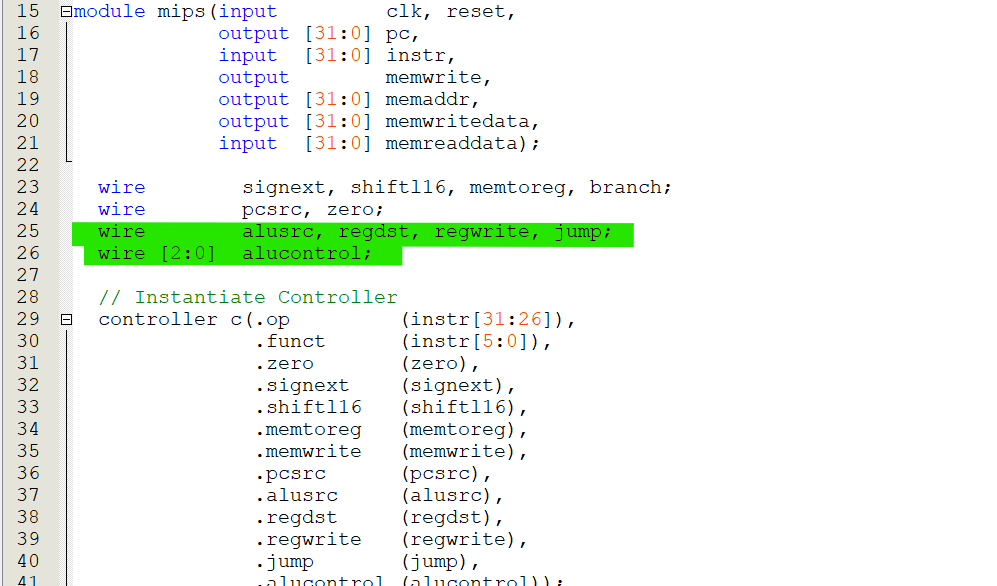 15 module mips(input         clk, reset,
16             output [31:0] pc,
17             input  [31:0] instr,
18             output        memwrite,
19             output [31:0] memaddr,
20             output [31:0] memwritedata,
21             input  [31:0] memreaddata);
22
23   wire        signext, shiftl16, memtoreg, branch;
24   wire        pcsrc, zero;
25   wire        alusrc, regdst, regwrite, jump;
26   wire [2:0]  alucontrol;
27
28   // Instantiate Controller
29   controller c(.op         (instr[31:26]),
30                .funct      (instr[5:0]),
31                .zero       (zero),
32                .signext    (signext),
33                .shiftl16   (shiftl16),
34                .memtoreg   (memtoreg),
35                .memwrite   (memwrite),
36                .pcsrc      (pcsrc),
37                .alusrc     (alusrc),
38                .regdst     (regdst),
39                .regwrite   (regwrite),
40                .jump       (jump),
41                .alucontrol (alucontrol));